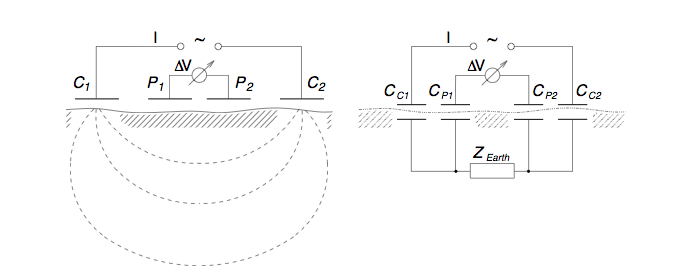 I ~
ΔV
C1 P1 P2 C2
I ~
ΔV
CC1 CP1 CP2 CC2
Z Earth